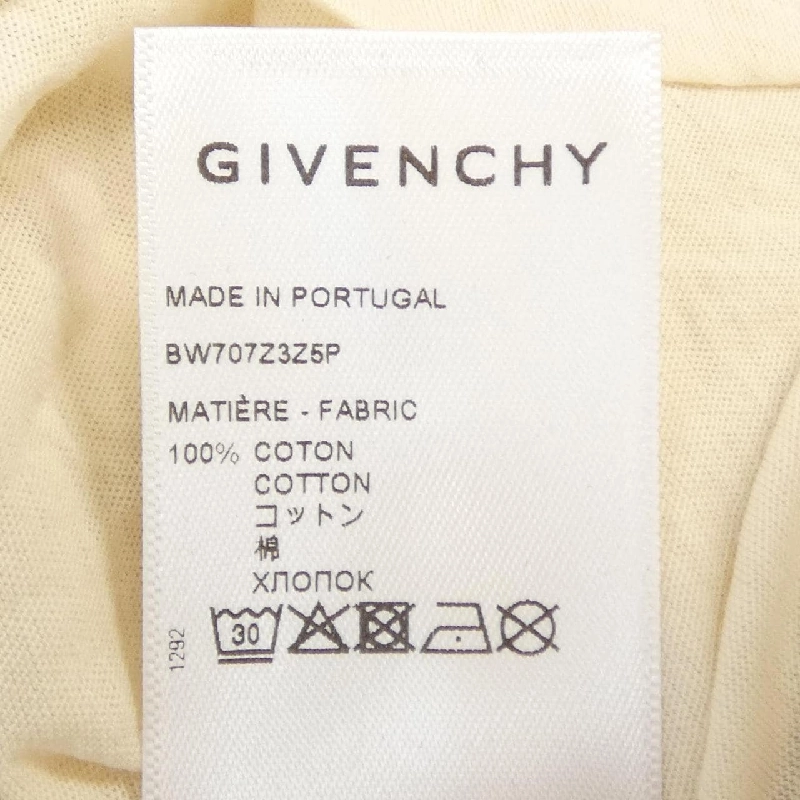 GIVENCHY
MADE IN PORTUGAL
BW707Z3Z5P
MATIÈRE - FABRIC
100% COTON
COTTON
コットン
棉
ХЛОПОК
30
1292